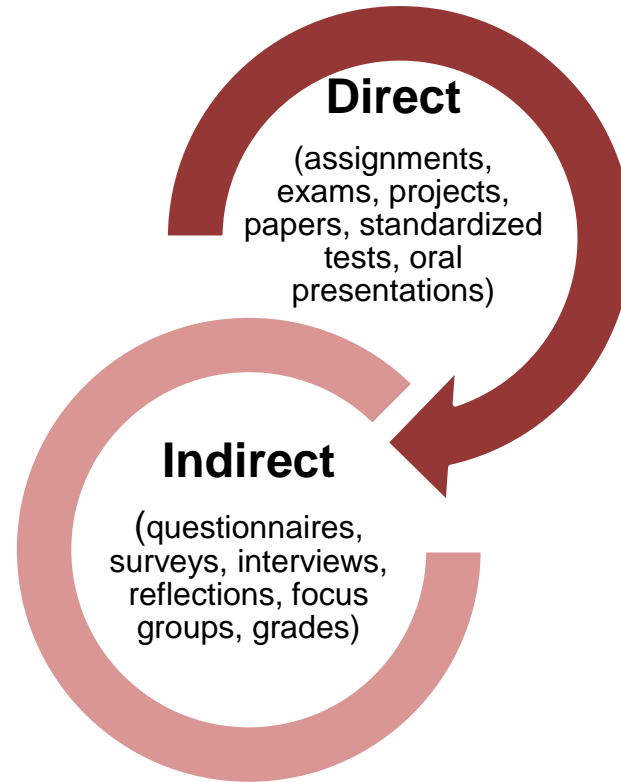 Direct
(assignments,
exams, projects,
papers, standardized
tests, oral
presentations)
Indirect
(questionnaires,
surveys, interviews,
reflections, focus
groups, grades)